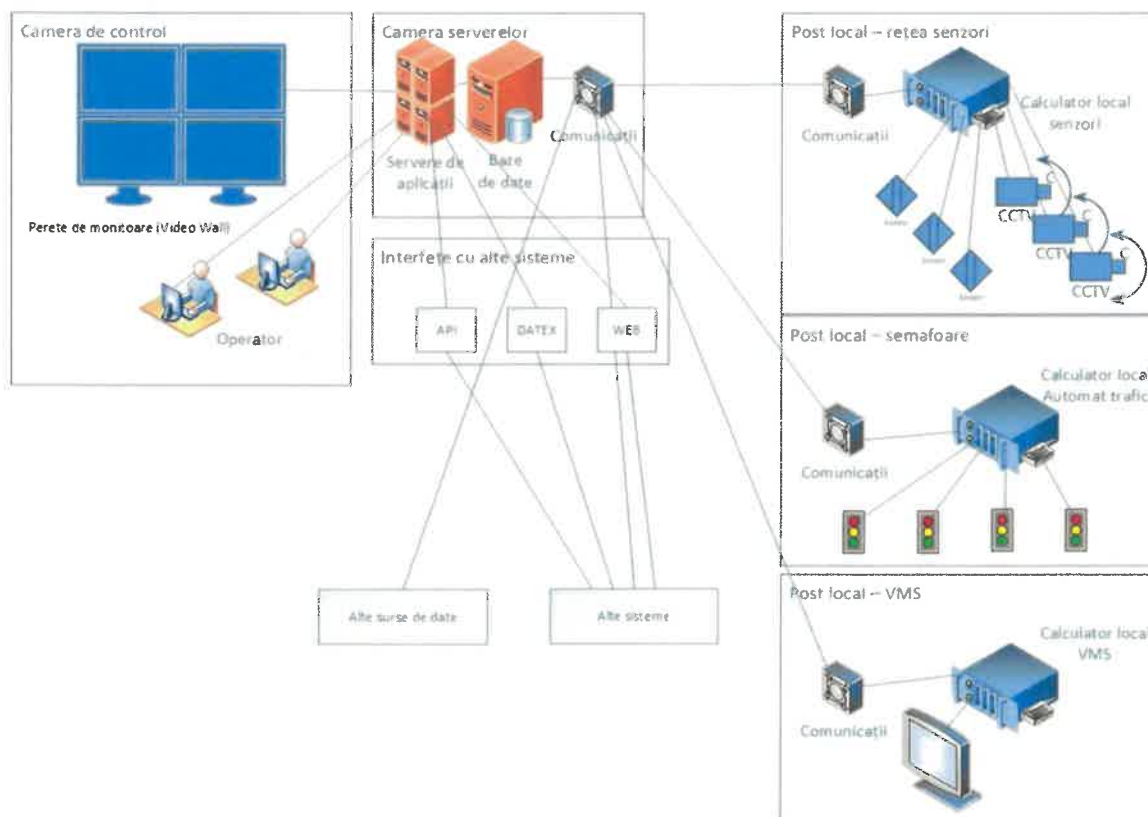 Camera de control
Perete de monitoare (Video Wall)
Operator
Camera serverelor
Servere de
aplicații
Baze
de date
Comunicații
Interfețe cu alte sisteme
API
DATEX
WEB
Alte surse de date
Alte sisteme
Post local – rețea senzori
Comunicații
Calculator local
senzori
C
CCTV
C
CCTV
C
CCTV
Post local – semafoare
Calculator local
Automat trafic
Comunicații
Post local – VMS
Calculator local
VMS
Comunicații